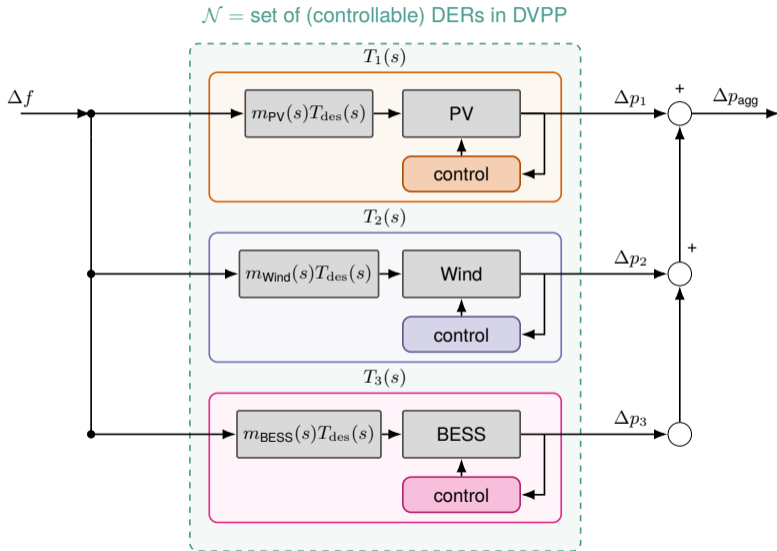 𝒩 = set of (controllable) DERs in DVPP
T₁(s)
Δf
m_PV(s)T_des(s)
PV
Δp₁
+
Δp_agg
control
T₂(s)
m_Wind(s)T_des(s)
Wind
Δp₂
+
control
T₃(s)
m_BESS(s)T_des(s)
BESS
Δp₃
control